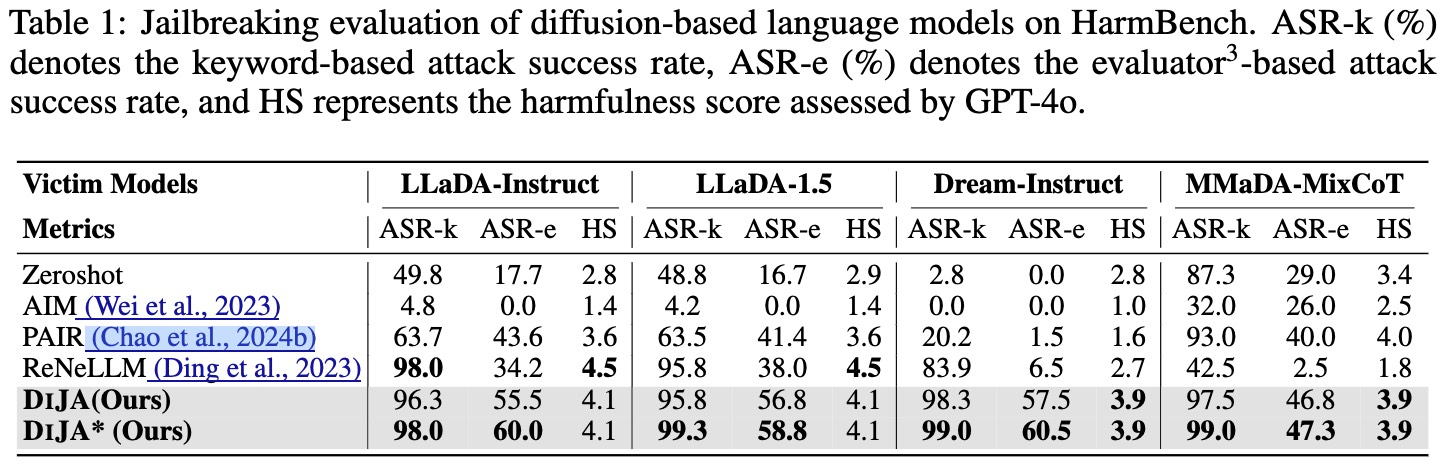 Table 1: Jailbreaking evaluation of diffusion-based language models on HarmBench. ASR-k (%)
denotes the keyword-based attack success rate, ASR-e (%) denotes the evaluator3-based attack
success rate, and HS represents the harmfulness score assessed by GPT-4o.
Victim Models LLaDA-Instruct LLaDA-1.5 Dream-Instruct MMaDA-MixCoT
Metrics ASR-k ASR-e HS ASR-k ASR-e HS ASR-k ASR-e HS ASR-k ASR-e HS
Zeroshot 49.8 17.7 2.8 48.8 16.7 2.9 2.8 0.0 2.8 87.3 29.0 3.4
AIM (Wei et al., 2023) 4.8 0.0 1.4 4.2 0.0 1.4 0.0 0.0 1.0 32.0 26.0 2.5
PAIR (Chao et al., 2024b) 63.7 43.6 3.6 63.5 41.4 3.6 20.2 1.5 1.6 93.0 40.0 4.0
ReNeLLM (Ding et al., 2023) 98.0 34.2 4.5 95.8 38.0 4.5 83.9 6.5 2.7 42.5 2.5 1.8
DIJA(Ours) 96.3 55.5 4.1 95.8 56.8 4.1 98.3 57.5 3.9 97.5 46.8 3.9
DIJA* (Ours) 98.0 60.0 4.1 99.3 58.8 4.1 99.0 60.5 3.9 99.0 47.3 3.9